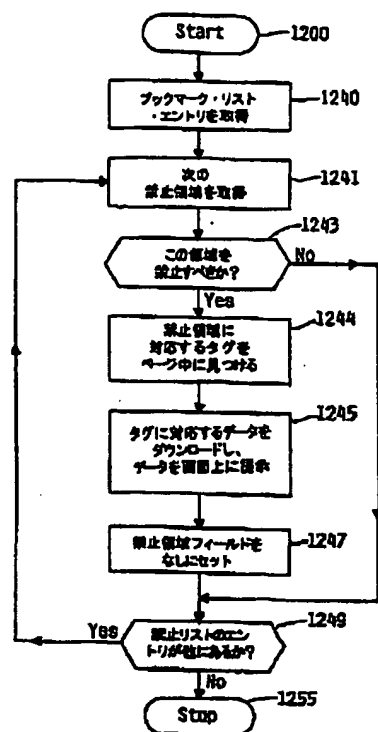 Start
1200
ブックマーク・リスト
・エントリを取得
1240
次の
禁止領域を取得
1241
1243
この領域を
禁止すべきか?
No
Yes
1244
禁止領域に
対応するタグを
ページ中に見つける
1245
タグに対応するデータを
ダウンロードし、
データを画面上に提示
1247
禁止領域フィールドを
なしにセット
1249
Yes
禁止リストのエン
トリが他にあるか?
No
1255
Stop